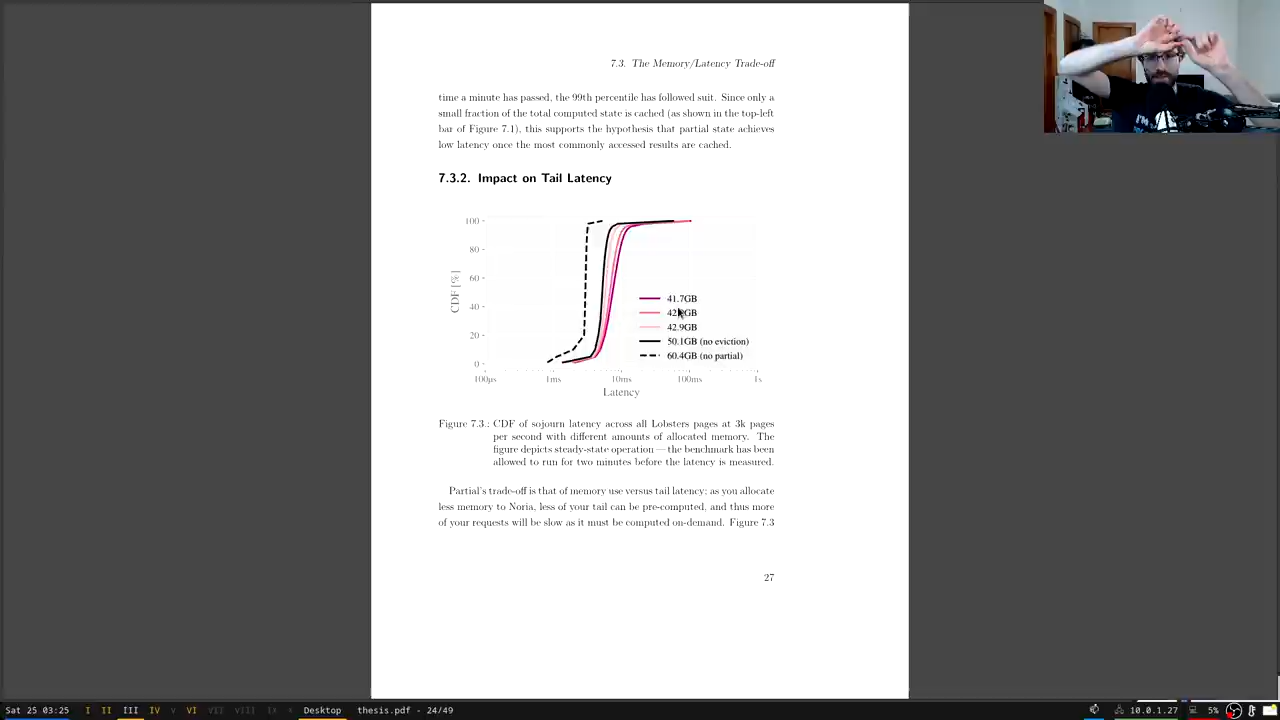 7.3. The Memory/Latency Trade-off
time a minute has passed, the 99th percentile has followed suit. Since only a
small fraction of the total computed state is cached (as shown in the top-left
bar of Figure 7.1), this supports the hypothesis that partial state achieves
low latency once the most commonly accessed results are cached.
7.3.2. Impact on Tail Latency
100
80
60
40
20
0
CDF [%]
41.7GB
42.9GB
50.1GB (no eviction)
60.4GB (no partial)
100µs 1ms 10ms 100ms 1s
Latency
Figure 7.3.: CDF of sojourn latency across all Lobsters pages at 3k pages
per second with different amounts of allocated memory. The
figure depicts steady-state operation — the benchmark has been
allowed to run for two minutes before the latency is measured.
Partial's trade-off is that of memory use versus tail latency; as you allocate
less memory to Noria, less of your tail can be pre-computed, and thus more
of your requests will be slow as it must be computed on-demand. Figure 7.3
27
Sat 25 03:25 I II III IV V VI VII VIII IX X Desktop thesis.pdf - 24/49 10.0.1.27 5%